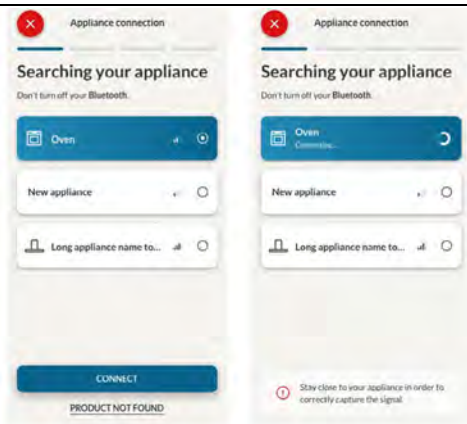 Appliance connection
Searching your appliance
Don't turn off your Bluetooth.
Oven
New appliance
Long appliance name to...
CONNECT
PRODUCT NOT FOUND
Appliance connection
Searching your appliance
Don't turn off your Bluetooth.
Oven
Connecting...
New appliance
Long appliance name to...
Stay close to your appliance in order to
correctly capture the signal